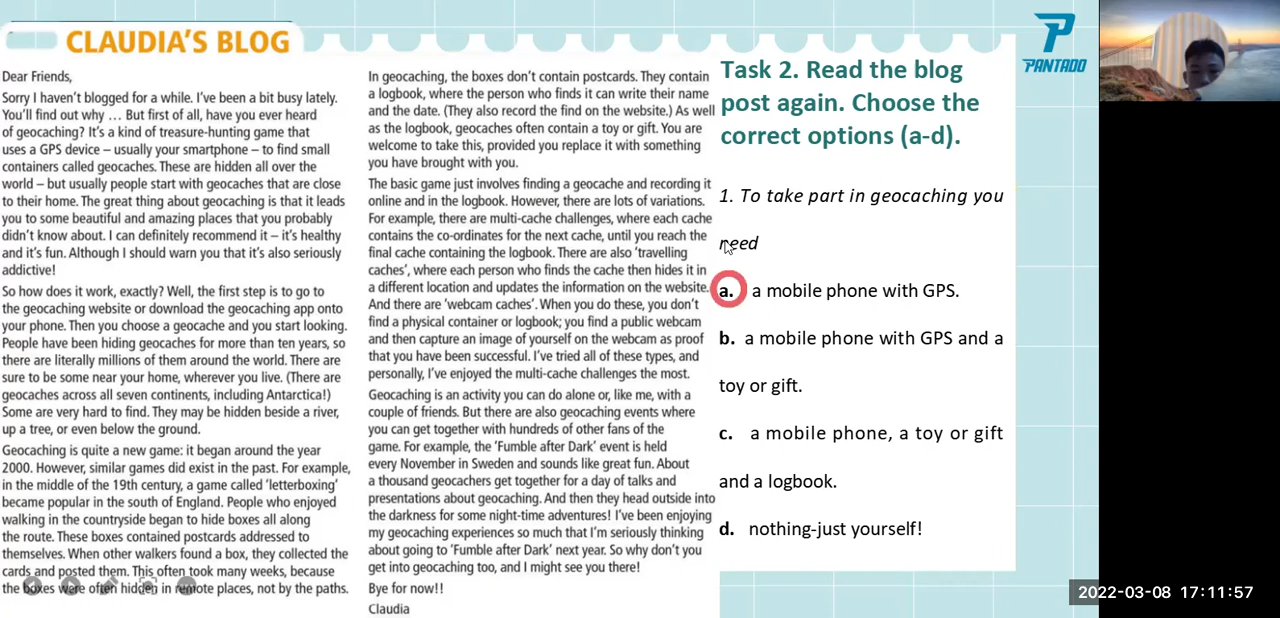 CLAUDIA'S BLOG
Dear Friends,
Sorry I haven't blogged for a while. I've been a bit busy lately.
You'll find out why … But first of all, have you ever heard
of geocaching? It's a kind of treasure-hunting game that
uses a GPS device – usually your smartphone – to find small
containers called geocaches. These are hidden all over the
world – but usually people start with geocaches that are close
to their home. The great thing about geocaching is that it leads
you to some beautiful and amazing places that you probably
didn't know about. I can definitely recommend it – it's healthy
and it's fun. Although I should warn you that it's also seriously
addictive!
So how does it work, exactly? Well, the first step is to go to
the geocaching website or download the geocaching app onto
your phone. Then you choose a geocache and you start looking.
People have been hiding geocaches for more than ten years, so
there are literally millions of them around the world. There are
sure to be some near your home, wherever you live. (There are
geocaches across all seven continents, including Antarctica!)
Some are very hard to find. They may be hidden beside a river,
up a tree, or even below the ground.
Geocaching is quite a new game: it began around the year
2000. However, similar games did exist in the past. For example,
in the middle of the 19th century, a game called 'letterboxing'
became popular in the south of England. People who enjoyed
walking in the countryside began to hide boxes all along
the route. These boxes contained postcards addressed to
themselves. When other walkers found a box, they collected the
cards and posted them. This often took many weeks, because
the boxes were often hidden in remote places, not by the paths.
In geocaching, the boxes don't contain postcards. They contain
a logbook, where the person who finds it can write their name
and the date. (They also record the find on the website.) As well
as the logbook, geocaches often contain a toy or gift. You are
welcome to take this, provided you replace it with something
you have brought with you.
The basic game just involves finding a geocache and recording it
online and in the logbook. However, there are lots of variations.
For example, there are multi-cache challenges, where each cache
contains the co-ordinates for the next cache, until you reach the
final cache containing the logbook. There are also 'travelling
caches', where each person who finds the cache then hides it in
a different location and updates the information on the website.
And there are 'webcam caches'. When you do these, you don't
find a physical container or logbook; you find a public webcam
and then capture an image of yourself on the webcam as proof
that you have been successful. I've tried all of these types, and
personally, I've enjoyed the multi-cache challenges the most.
Geocaching is an activity you can do alone or, like me, with a
couple of friends. But there are also geocaching events where
you can get together with hundreds of other fans of the
game. For example, the 'Fumble after Dark' event is held
every November in Sweden and sounds like great fun. About
a thousand geocachers get together for a day of talks and
presentations about geocaching. And then they head outside into
the darkness for some night-time adventures! I've been enjoying
my geocaching experiences so much that I'm seriously thinking
about going to 'Fumble after Dark' next year. So why don't you
get into geocaching too, and I might see you there!
Bye for now!!
Claudia
Task 2. Read the blog
post again. Choose the
correct options (a-d).
1. To take part in geocaching you
need
a. a mobile phone with GPS.
b. a mobile phone with GPS and a
toy or gift.
c. a mobile phone, a toy or gift
and a logbook.
d. nothing-just yourself!
PANTADO
2022-03-08 17:11:57